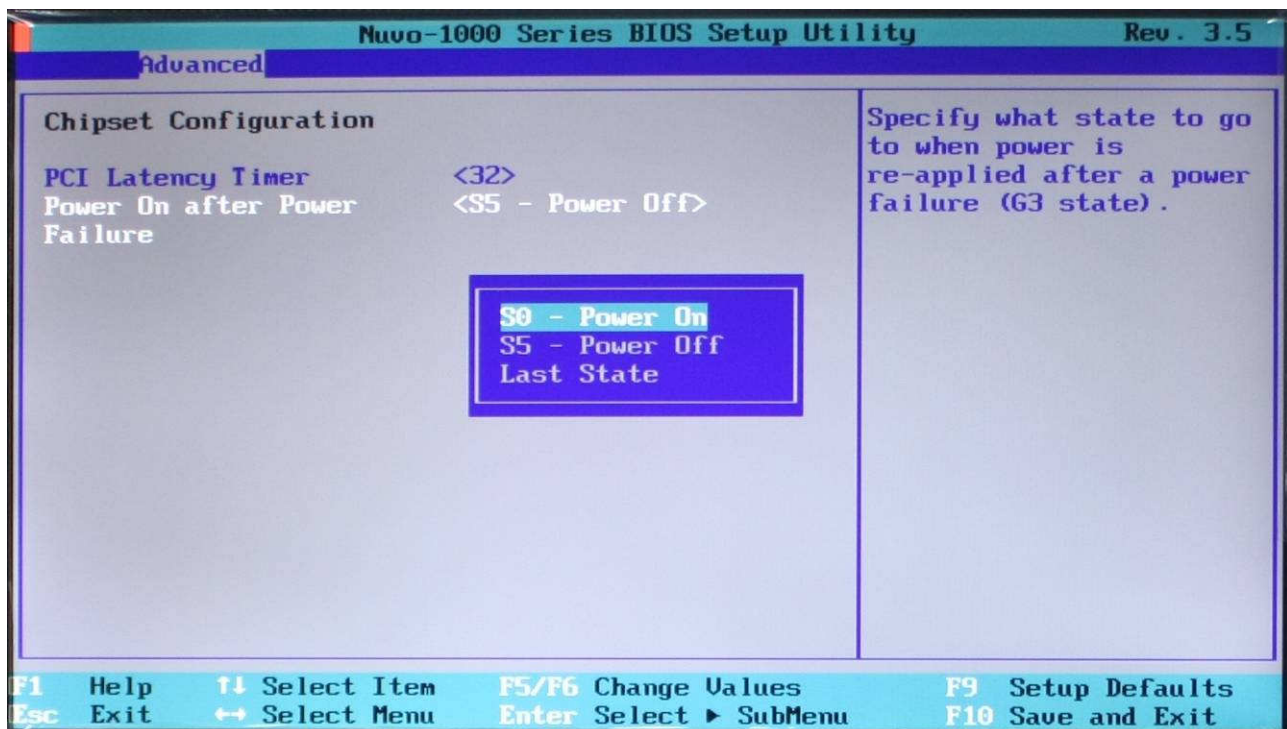 Nuvo-1000 Series BIOS Setup Utility Rev. 3.5
Advanced
Chipset Configuration
PCI Latency Timer <32>
Power On after Power <S5 - Power Off>
Failure
S0 - Power On
S5 - Power Off
Last State
Specify what state to go
to when power is
re-applied after a power
failure (G3 state).
F1 Help ↑↓ Select Item F5/F6 Change Values F9 Setup Defaults
Esc Exit ↔ Select Menu Enter Select ▶ SubMenu F10 Save and Exit